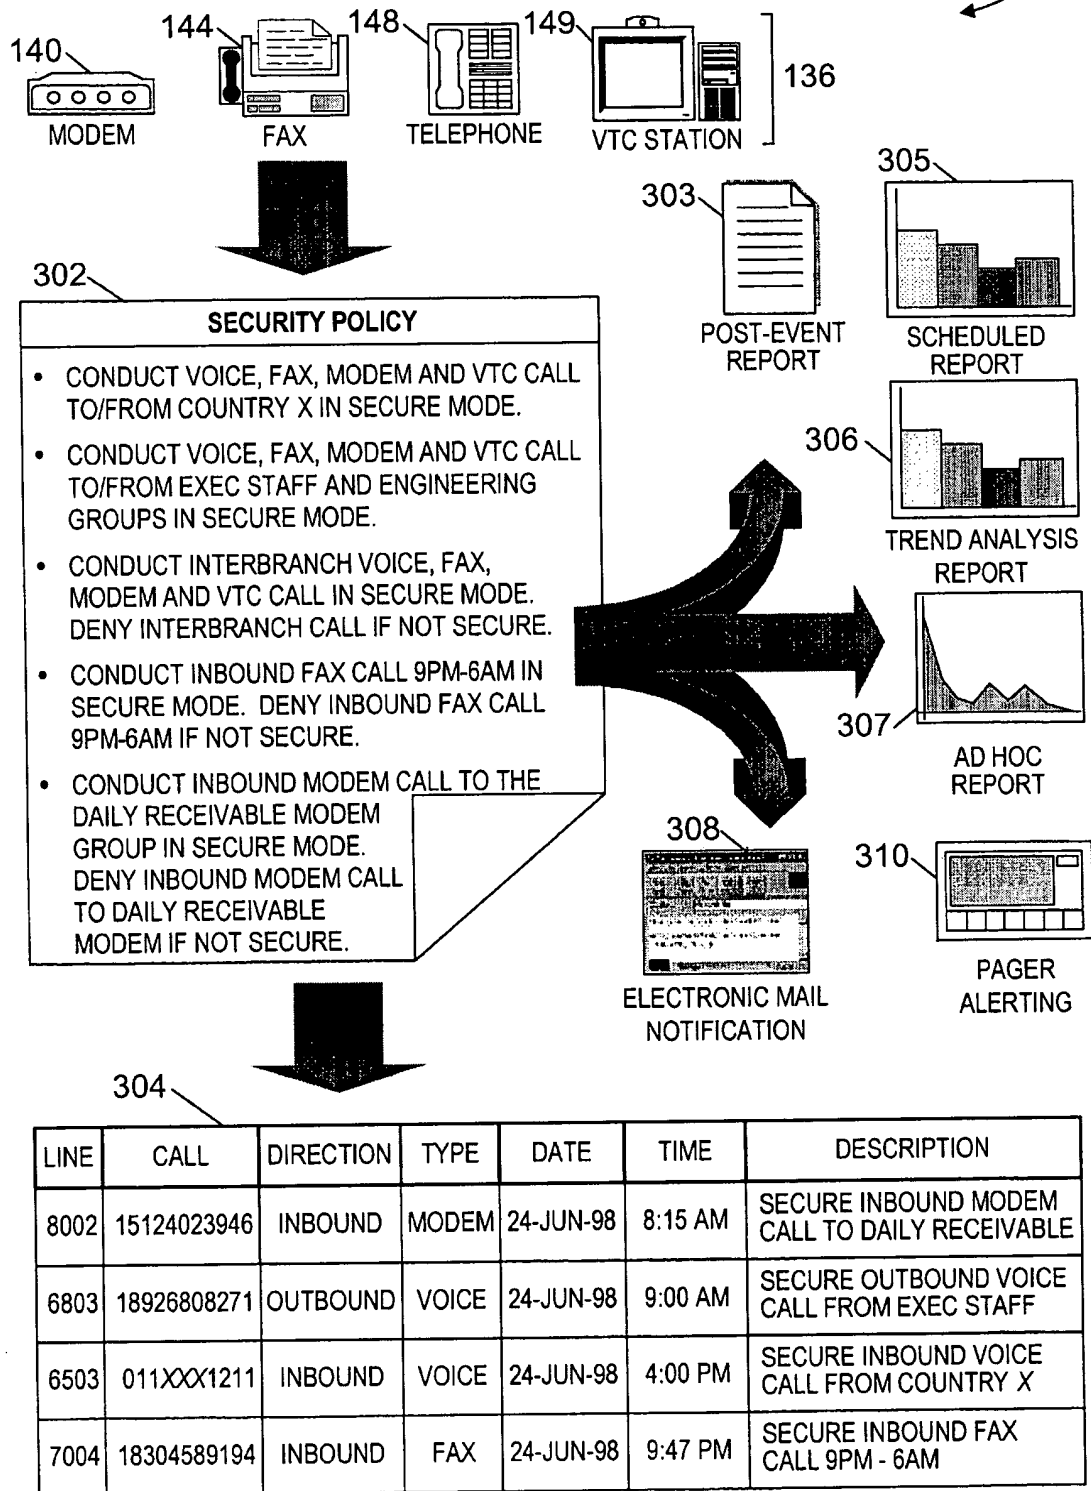 140
MODEM
144
FAX
148
TELEPHONE
149
VTC STATION
136
302
SECURITY POLICY
• CONDUCT VOICE, FAX, MODEM AND VTC CALL
TO/FROM COUNTRY X IN SECURE MODE.
• CONDUCT VOICE, FAX, MODEM AND VTC CALL
TO/FROM EXEC STAFF AND ENGINEERING
GROUPS IN SECURE MODE.
• CONDUCT INTERBRANCH VOICE, FAX,
MODEM AND VTC CALL IN SECURE MODE.
DENY INTERBRANCH CALL IF NOT SECURE.
• CONDUCT INBOUND FAX CALL 9PM-6AM IN
SECURE MODE. DENY INBOUND FAX CALL
9PM-6AM IF NOT SECURE.
• CONDUCT INBOUND MODEM CALL TO THE
DAILY RECEIVABLE MODEM
GROUP IN SECURE MODE.
DENY INBOUND MODEM CALL
TO DAILY RECEIVABLE
MODEM IF NOT SECURE.
303
POST-EVENT
REPORT
305
SCHEDULED
REPORT
306
TREND ANALYSIS
REPORT
307
AD HOC
REPORT
308
ELECTRONIC MAIL
NOTIFICATION
310
PAGER
ALERTING
304
LINE CALL DIRECTION TYPE DATE TIME DESCRIPTION
8002 15124023946 INBOUND MODEM 24-JUN-98 8:15 AM SECURE INBOUND MODEM
CALL TO DAILY RECEIVABLE
6803 18926808271 OUTBOUND VOICE 24-JUN-98 9:00 AM SECURE OUTBOUND VOICE
CALL FROM EXEC STAFF
6503 011XXX1211 INBOUND VOICE 24-JUN-98 4:00 PM SECURE INBOUND VOICE
CALL FROM COUNTRY X
7004 18304589194 INBOUND FAX 24-JUN-98 9:47 PM SECURE INBOUND FAX
CALL 9PM - 6AM